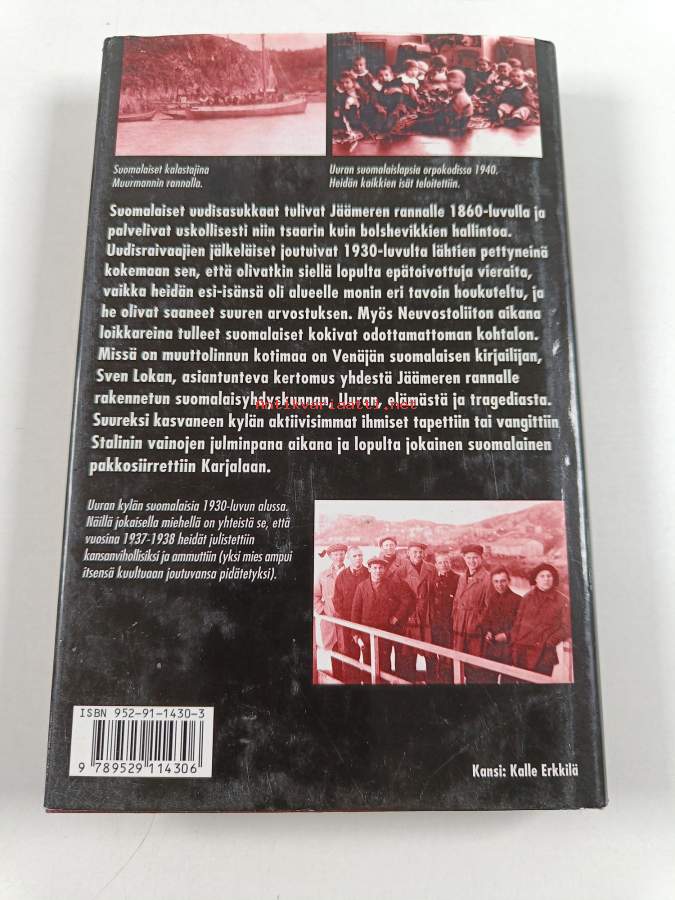 Suomalaiset kalastajina
Muurmannin rannalla.
Uuran suomalaislapsia orpokodissa 1940.
Heidän kaikkien isät teloitettiin.
Suomalaiset uudisasukkaat tulivat Jäämeren rannalle 1860-luvulla ja
palvelivat uskollisesti niin tsaarin kuin bolshevikkien hallintoa.
Uudisraivaajien jälkeläiset joutuivat 1930-luvulta lähtien pettyneinä
kokemaan sen, että olivatkin siellä lopulta epätoivottuja vieraita,
vaikka heidän esi-isänsä oli alueelle monin eri tavoin houkuteltu, ja
he olivat saaneet suuren arvostuksen. Myös Neuvostoliiton aikana
loikkareina tulleet suomalaiset kokivat odottamattoman kohtalon.
Missä on muuttolinnun kotimaa on Venäjän suomalaisen kirjailijan,
Sven Lokan, asiantunteva kertomus yhdestä Jäämeren rannalle
rakennetun suomalaisyhdyskunnan, Uuran, elämästä ja tragediasta.
Antikvariaatti.net
Suureksi kasvaneen kylän aktiivisimmat ihmiset tapettiin tai vangittiin
Stalinin vainojen julminpana aikana ja lopulta jokainen suomalainen
pakkosiirrettiin Karjalaan.
Uuran kylän suomalaisia 1930-luvun alussa.
Näillä jokaisella miehellä on yhteistä se, että
vuosina 1937-1938 heidät julistettiin
kansanvihollisiksi ja ammuttiin (yksi mies ampui
itsensä kuultuaan joutuvansa pidätetyksi).
ISBN 952-91-1430-3
9 789529 114306
Kansi: Kalle Erkkilä